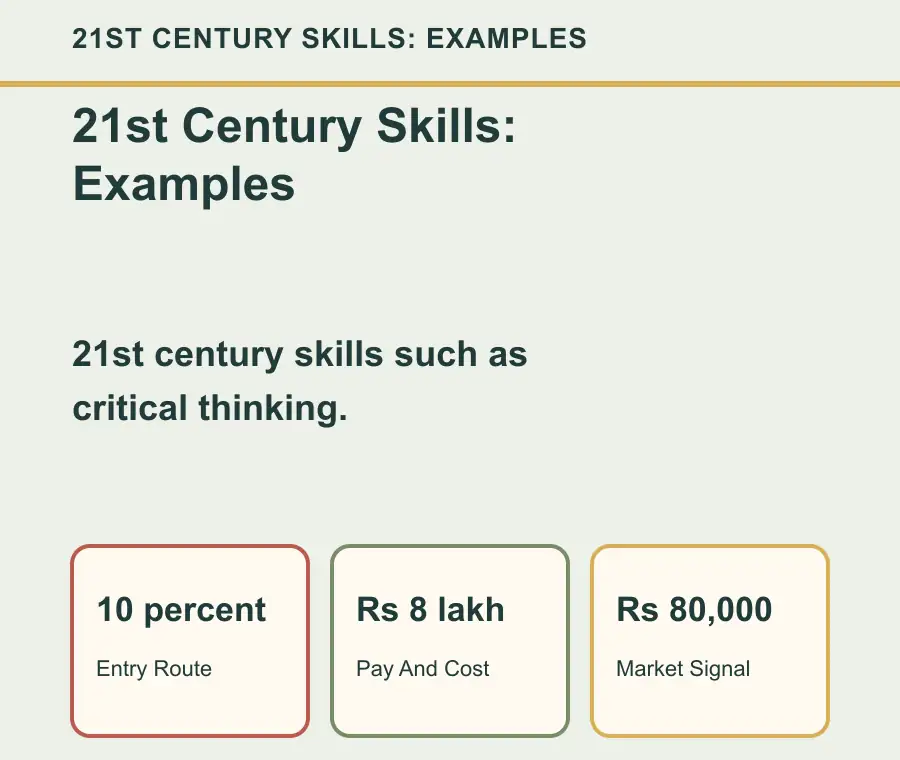 21ST CENTURY SKILLS: EXAMPLES
21st Century Skills:
Examples
21st century skills such as
critical thinking.
10 percent
Entry Route
Rs 8 lakh
Pay And Cost
Rs 80,000
Market Signal